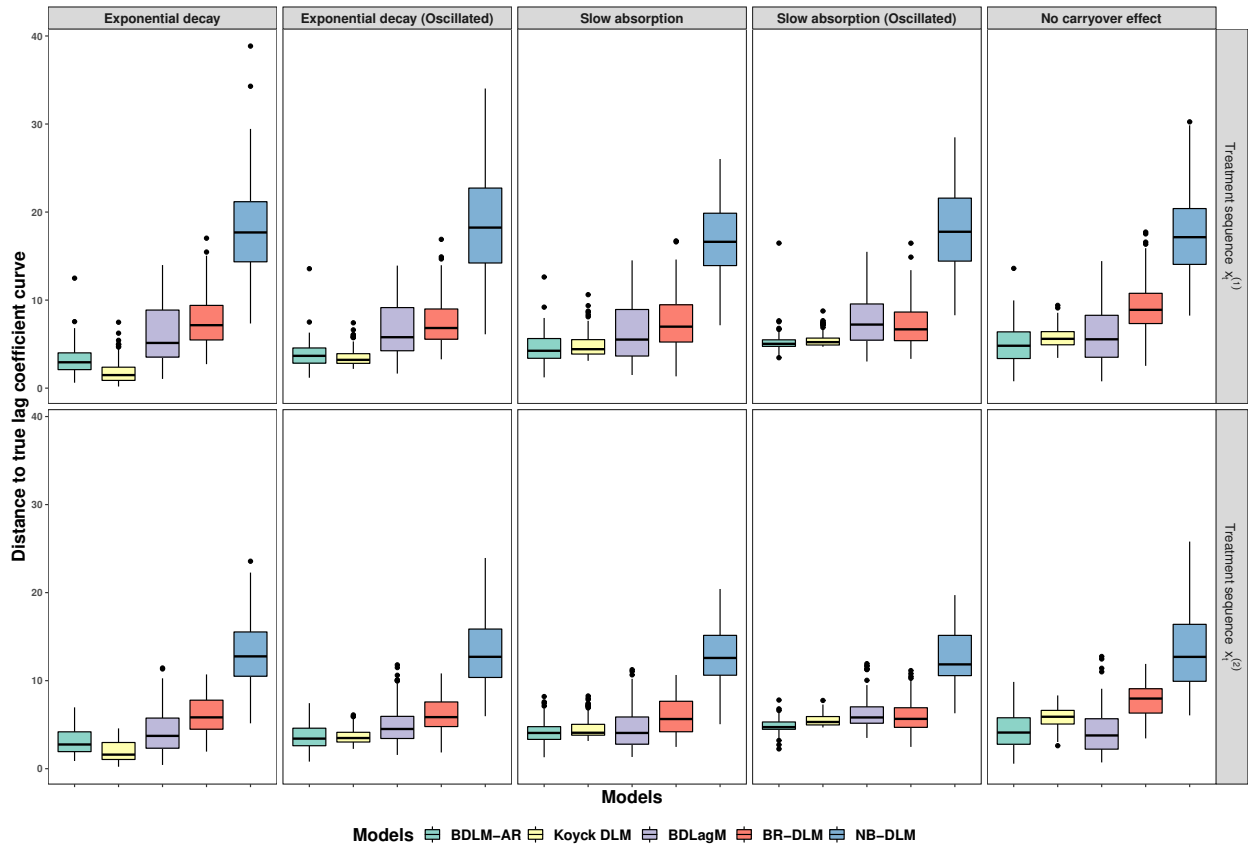 Exponential decay
Exponential decay (Oscillated)
Slow absorption
Slow absorption (Oscillated)
No carryover effect
Distance to true lag coefficient curve
40
30
20
10
0
Treatment sequence x_t^(1)
40
30
20
10
0
Treatment sequence x_t^(2)
Models
Models BDLM−AR Koyck DLM BDLagM BR−DLM NB−DLM